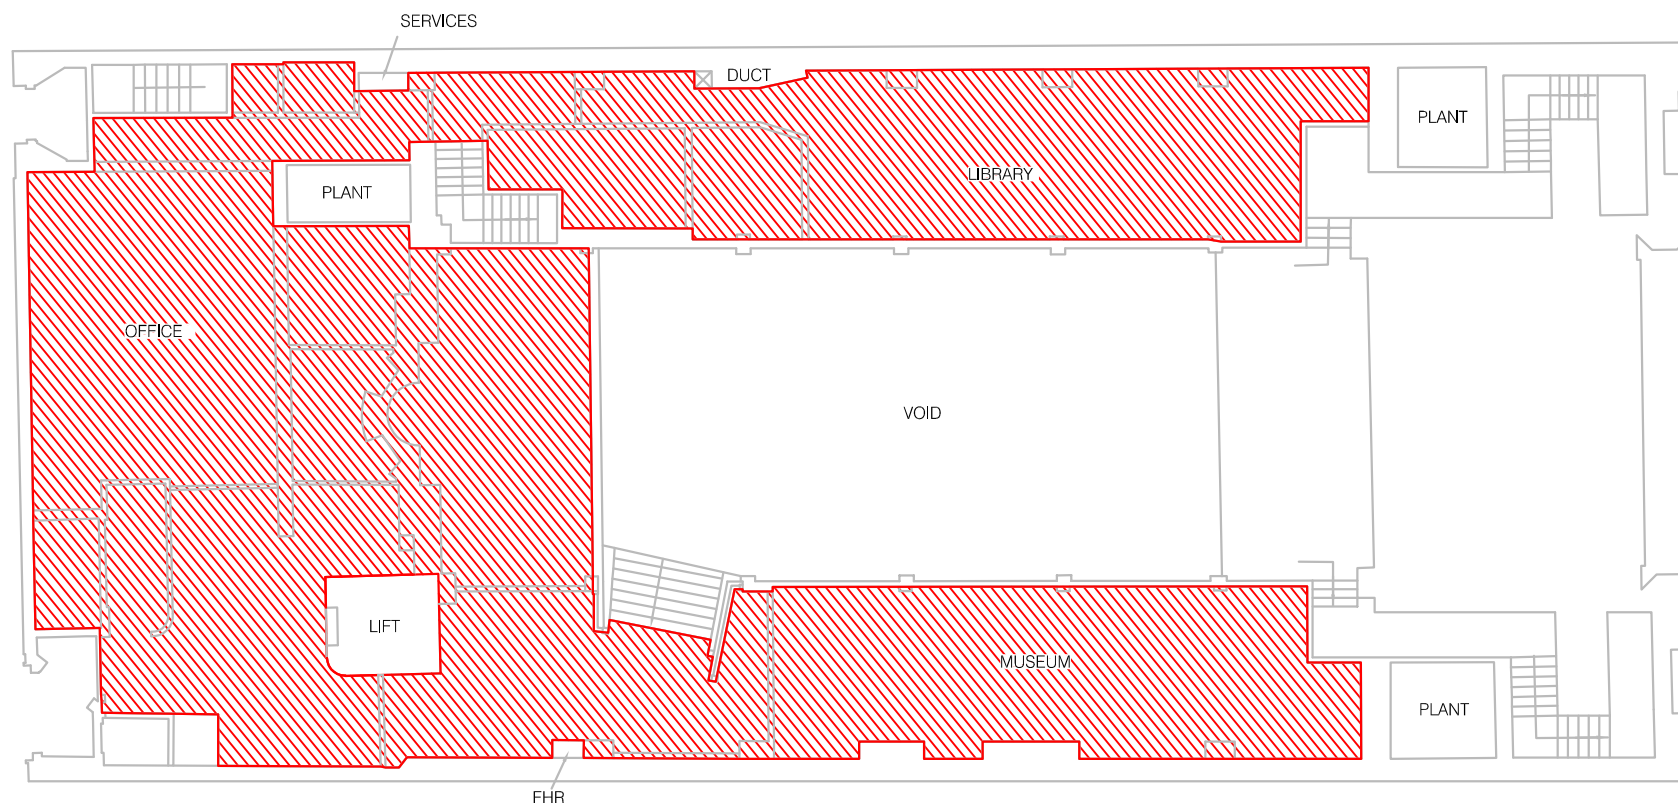 SERVICES
DUCT
PLANT
LIBRARY
PLANT
OFFICE
VOID
LIFT
MUSEUM
PLANT
FHR